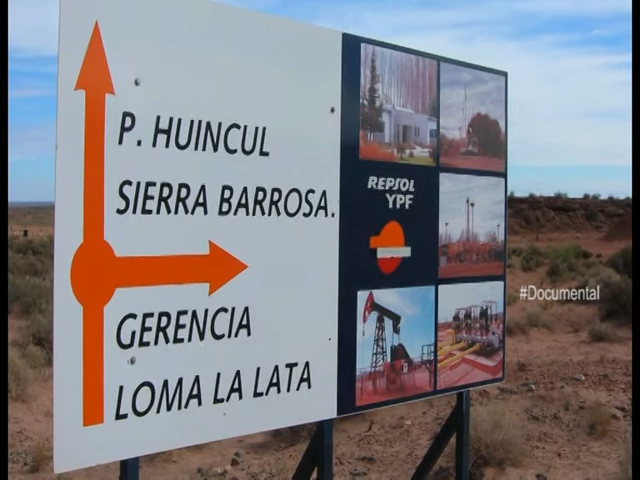 P. HUINCUL
SIERRA BARROSA.
GERENCIA
LOMA LA LATA
REPSOL
YPF
#Documental